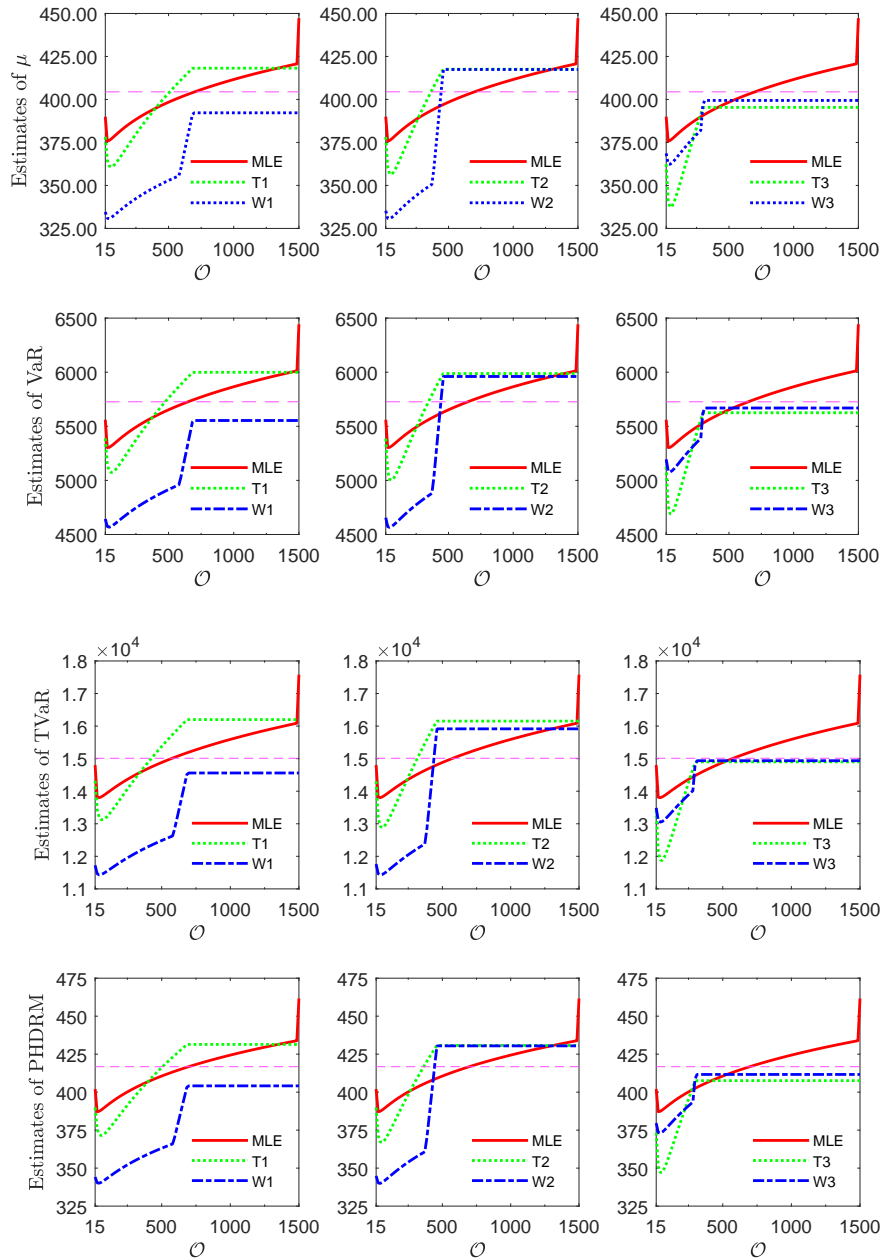 Estimates of μ
450.00
425.00
400.00
375.00
350.00
325.00
MLE
T1
W1
15 500 1000 1500
𝒪
450.00
425.00
400.00
375.00
350.00
325.00
MLE
T2
W2
15 500 1000 1500
𝒪
450.00
425.00
400.00
375.00
350.00
325.00
MLE
T3
W3
15 500 1000 1500
𝒪
Estimates of VaR
6500
6000
5500
5000
4500
MLE
T1
W1
15 500 1000 1500
𝒪
6500
6000
5500
5000
4500
MLE
T2
W2
15 500 1000 1500
𝒪
6500
6000
5500
5000
4500
MLE
T3
W3
15 500 1000 1500
𝒪
Estimates of TVaR
×10⁴
1.8
1.7
1.6
1.5
1.4
1.3
1.2
1.1
MLE
T1
W1
15 500 1000 1500
𝒪
×10⁴
1.8
1.7
1.6
1.5
1.4
1.3
1.2
1.1
MLE
T2
W2
15 500 1000 1500
𝒪
×10⁴
1.8
1.7
1.6
1.5
1.4
1.3
1.2
1.1
MLE
T3
W3
15 500 1000 1500
𝒪
Estimates of PHDRM
475
450
425
400
375
350
325
MLE
T1
W1
15 500 1000 1500
𝒪
475
450
425
400
375
350
325
MLE
T2
W2
15 500 1000 1500
𝒪
475
450
425
400
375
350
325
MLE
T3
W3
15 500 1000 1500
𝒪